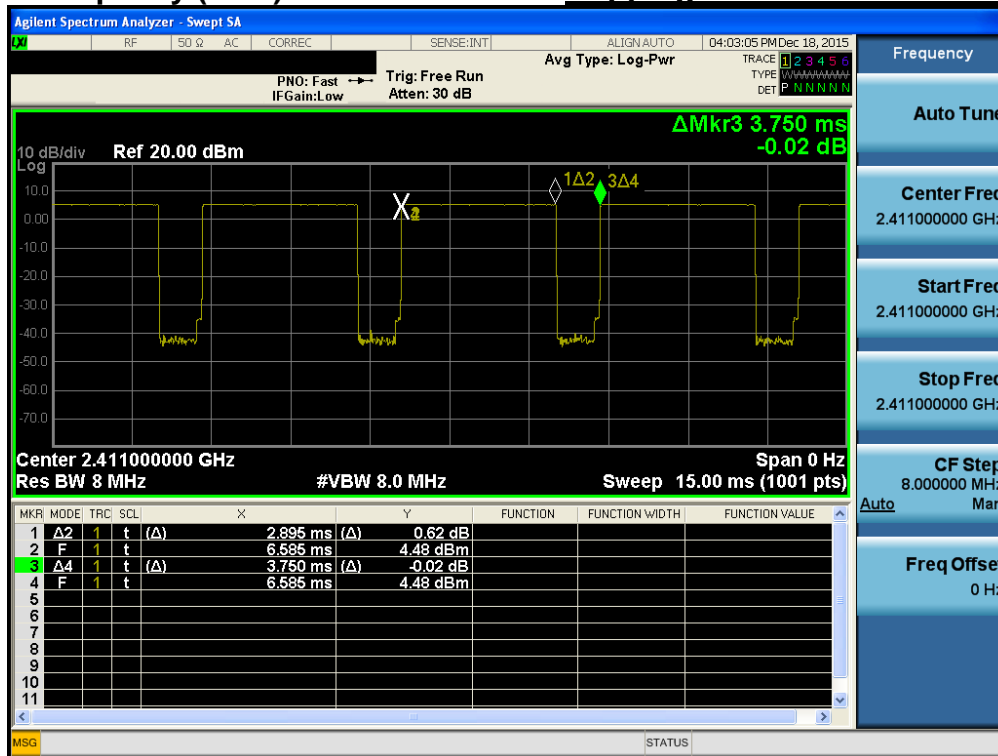 Agilent Spectrum Analyzer - Swept SA
LXI RF 50 Ω AC CORREC SENSE:INT ALIGNAUTO 04:03:05 PM Dec 18, 2015
Avg Type: Log-Pwr TRACE 1 2 3 4 5 6
PNO: Fast Trig: Free Run TYPE
IFGain:Low Atten: 30 dB DET P N N N N N
ΔMkr3 3.750 ms
10 dB/div Ref 20.00 dBm -0.02 dB
Log
10.0
0.00
-10.0
-20.0
-30.0
-40.0
-50.0
-60.0
-70.0
1Δ2 3Δ4
X 2
Center 2.411000000 GHz Span 0 Hz
Res BW 8 MHz #VBW 8.0 MHz Sweep 15.00 ms (1001 pts)
MKR MODE TRC SCL X Y FUNCTION FUNCTION WIDTH FUNCTION VALUE
1 Δ2 1 t (Δ) 2.895 ms (Δ) 0.62 dB
2 F 1 t 6.585 ms 4.48 dBm
3 Δ4 1 t (Δ) 3.750 ms (Δ) -0.02 dB
4 F 1 t 6.585 ms 4.48 dBm
5
6
7
8
9
10
11
MSG STATUS
Frequency
Auto Tune
Center Freq
2.411000000 GHz
Start Freq
2.411000000 GHz
Stop Freq
2.411000000 GHz
CF Step
8.000000 MHz
Auto Man
Freq Offset
0 Hz